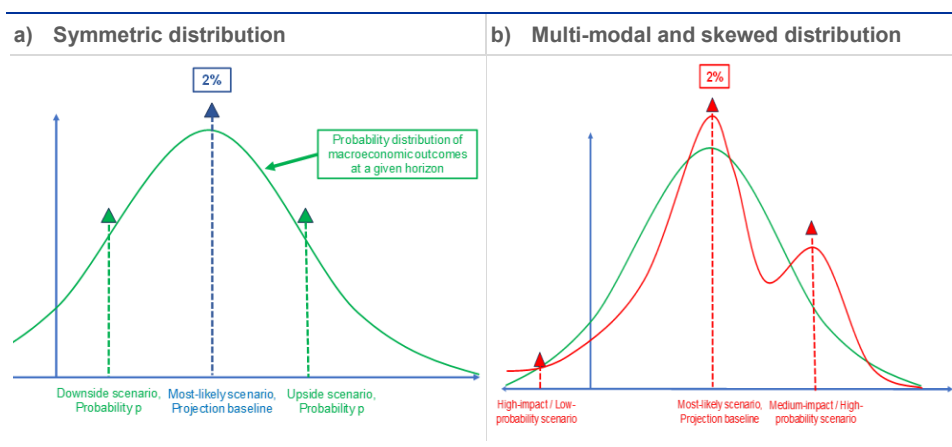 a) Symmetric distribution
2%
Probability distribution of
macroeconomic outcomes
at a given horizon
Downside scenario,
Probability p
Most-likely scenario,
Projection baseline
Upside scenario,
Probability p
b) Multi-modal and skewed distribution
2%
High-impact / Low-
probability scenario
Most-likely scenario,
Projection baseline
Medium-impact / High-
probability scenario